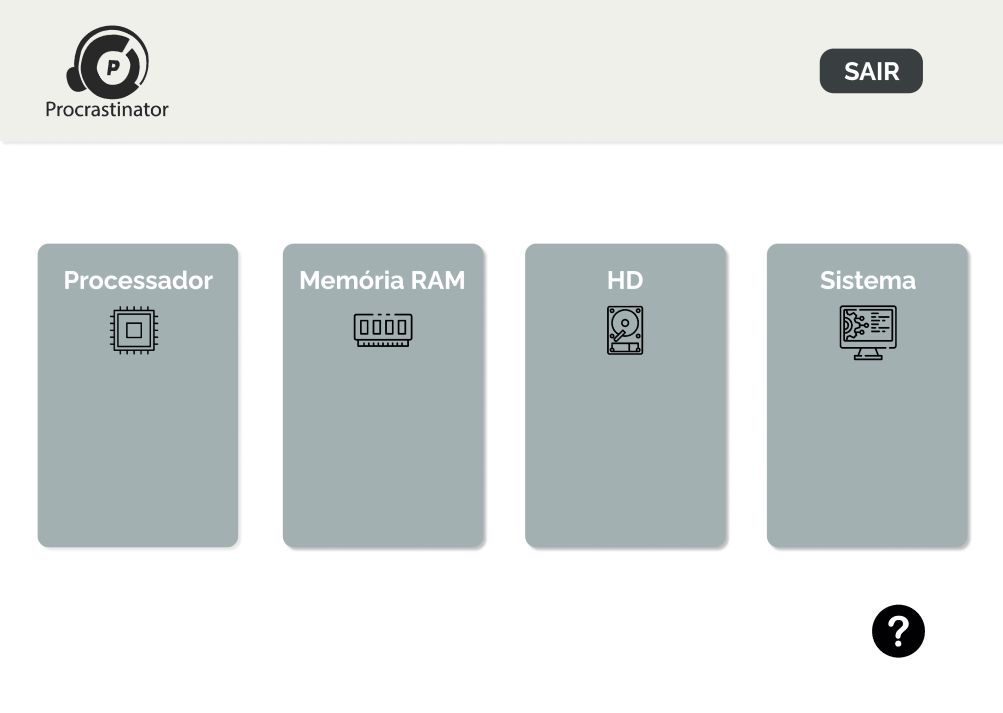 P
Procrastinator
SAIR
Processador
Memória RAM
HD
Sistema
?